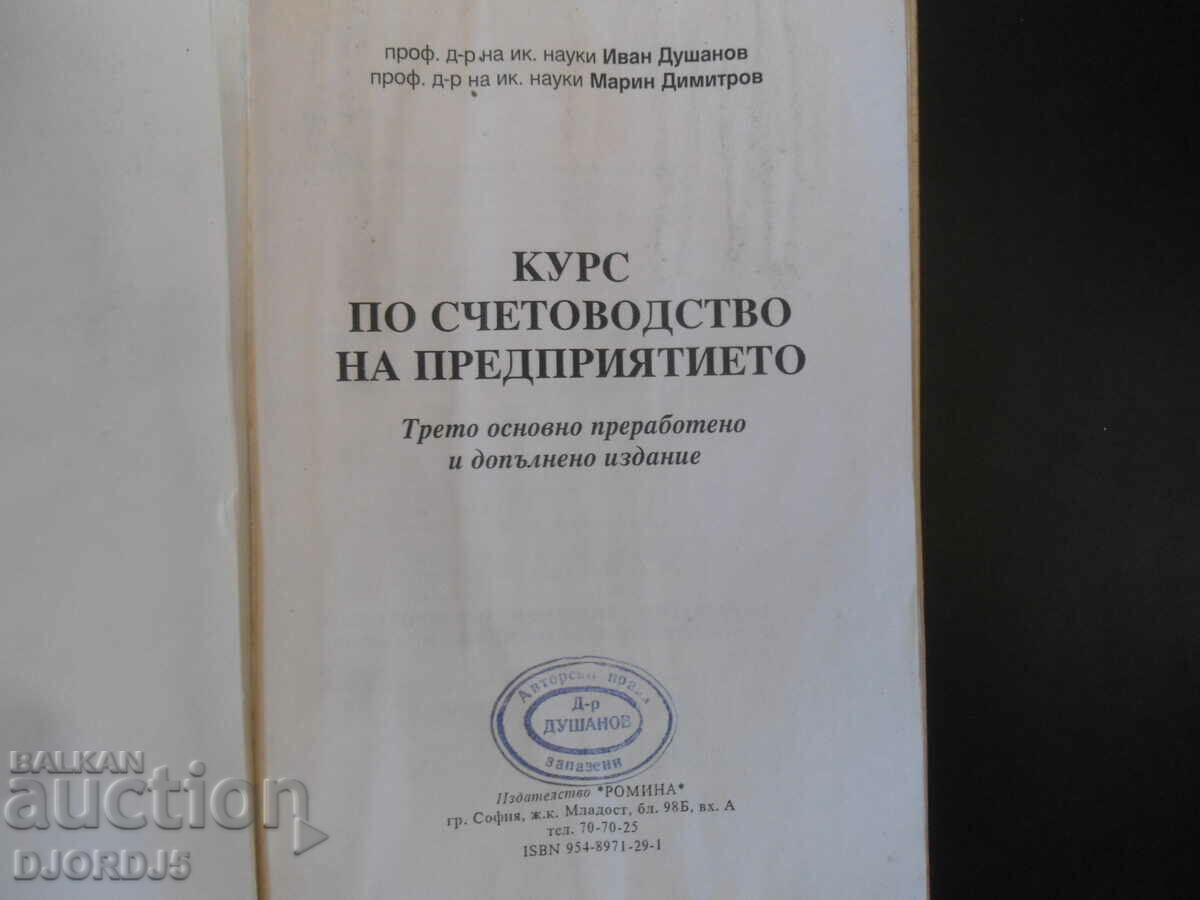 проф. д-р на ик. науки Иван Душанов
проф. д-р на ик. науки Марин Димитров
КУРС
ПО СЧЕТОВОДСТВО
НА ПРЕДПРИЯТИЕТО
Трето основно преработено
и допълнено издание
Авторски права
Д-р
ДУШАНОВ
запазени
Издателство *РОМИНА*
гр. София, ж.к. Младост, бл. 98Б, вх. А
тел. 70-70-25
ISBN 954-8971-29-1
BALKAN
auction
DJORDJ5